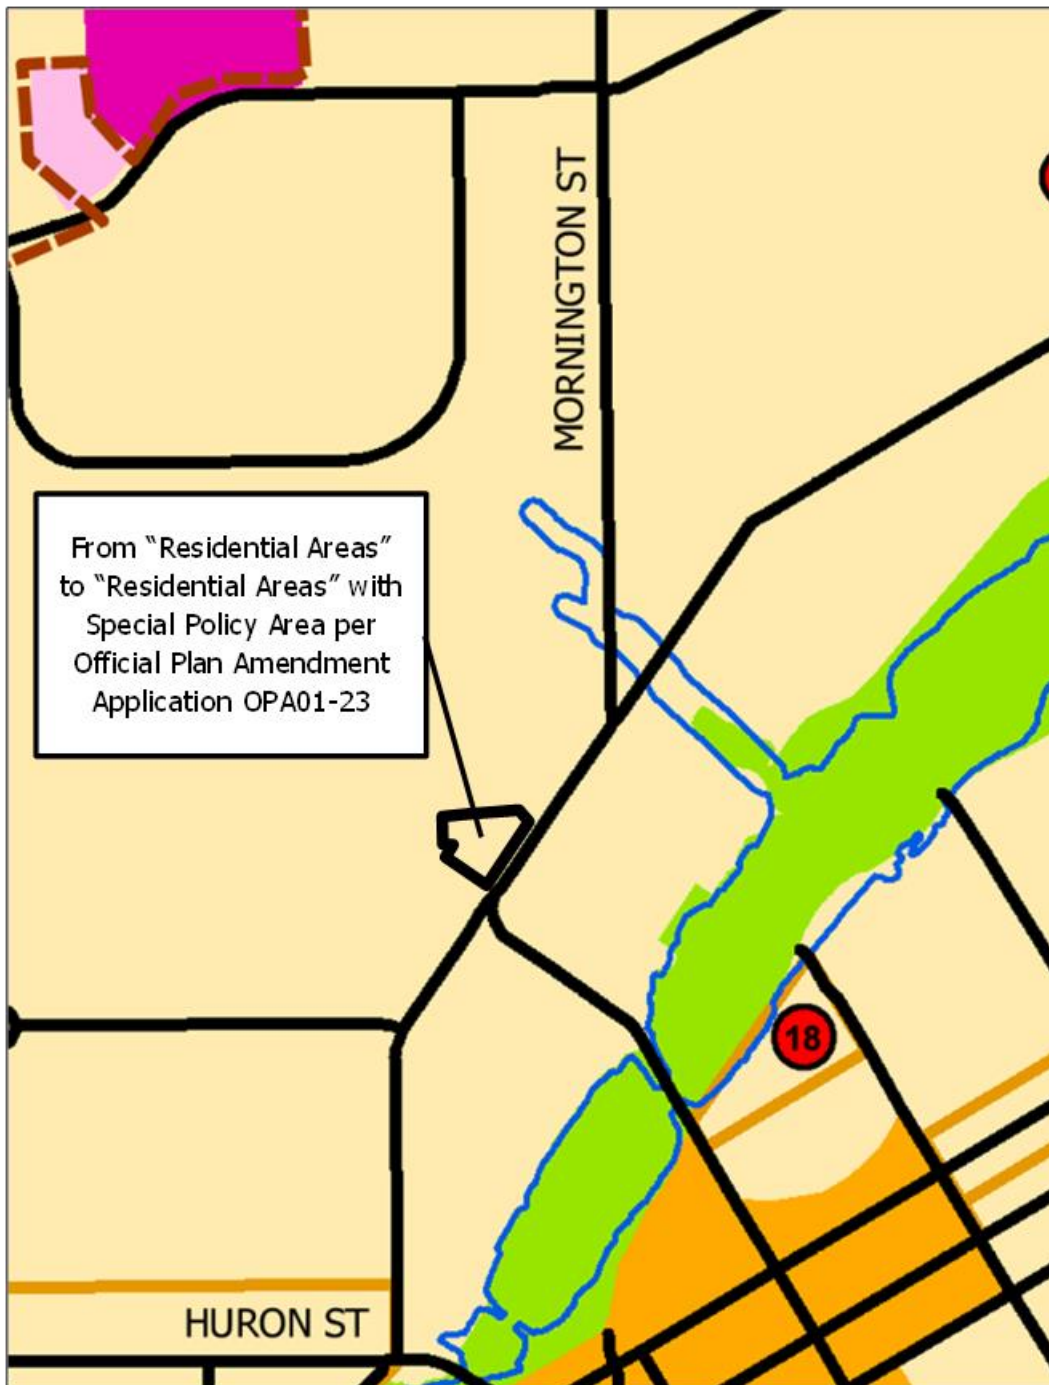 MORNINGTON ST
From “Residential Areas”
to “Residential Areas” with
Special Policy Area per
Official Plan Amendment
Application OPA01-23
18
HURON ST